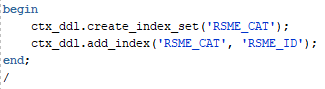 begin
    ctx_ddl.create_index_set('RSME_CAT');
    ctx_ddl.add_index('RSME_CAT', 'RSME_ID');
end;
/